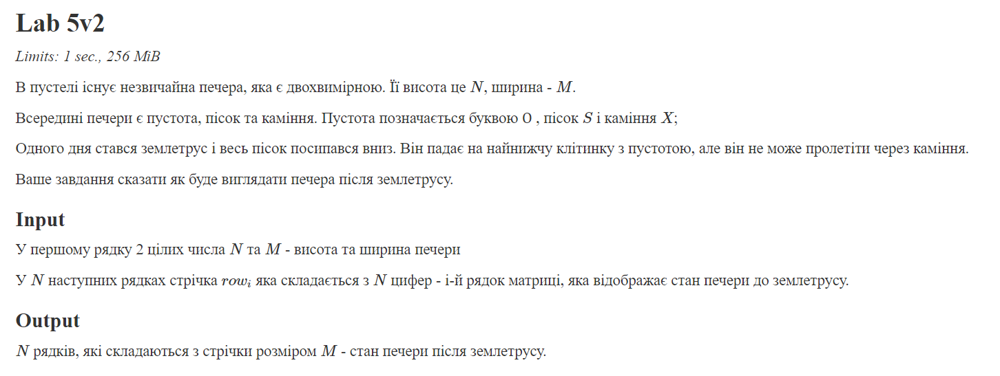 Lab 5v2
Limits: 1 sec., 256 MiB
В пустелі існує незвичайна печера, яка є двохвимірною. Її висота це N, ширина - M.
Всередині печери є пустота, пісок та каміння. Пустота позначається буквою O , пісок S і каміння X;
Одного дня стався землетрус і весь пісок посипався вниз. Він падає на найнижчу клітинку з пустотою, але він не може пролетіти через каміння.
Ваше завдання сказати як буде виглядати печера після землетрусу.
Input
У першому рядку 2 цілих числа N та M - висота та ширина печери
У N наступних рядках стрічка row_i яка складається з N цифер - i-й рядок матриці, яка відображає стан печери до землетрусу.
Output
N рядків, які складаються з стрічки розміром M - стан печери після землетрусу.